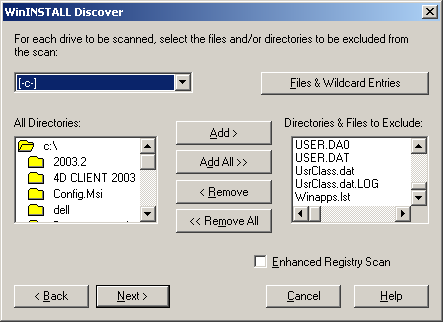 WinINSTALL Discover
For each drive to be scanned, select the files and/or directories to be excluded from
the scan:
[-c-]
Files & Wildcard Entries
All Directories:
Directories & Files to Exclude:
c:\
2003.2
4D CLIENT 2003
Config.Msi
dell
Add >
Add All >>
< Remove
<< Remove All
USER.DA0
USER.DAT
UsrClass.dat
UsrClass.dat.LOG
Winapps.lst
Enhanced Registry Scan
< Back
Next >
Cancel
Help